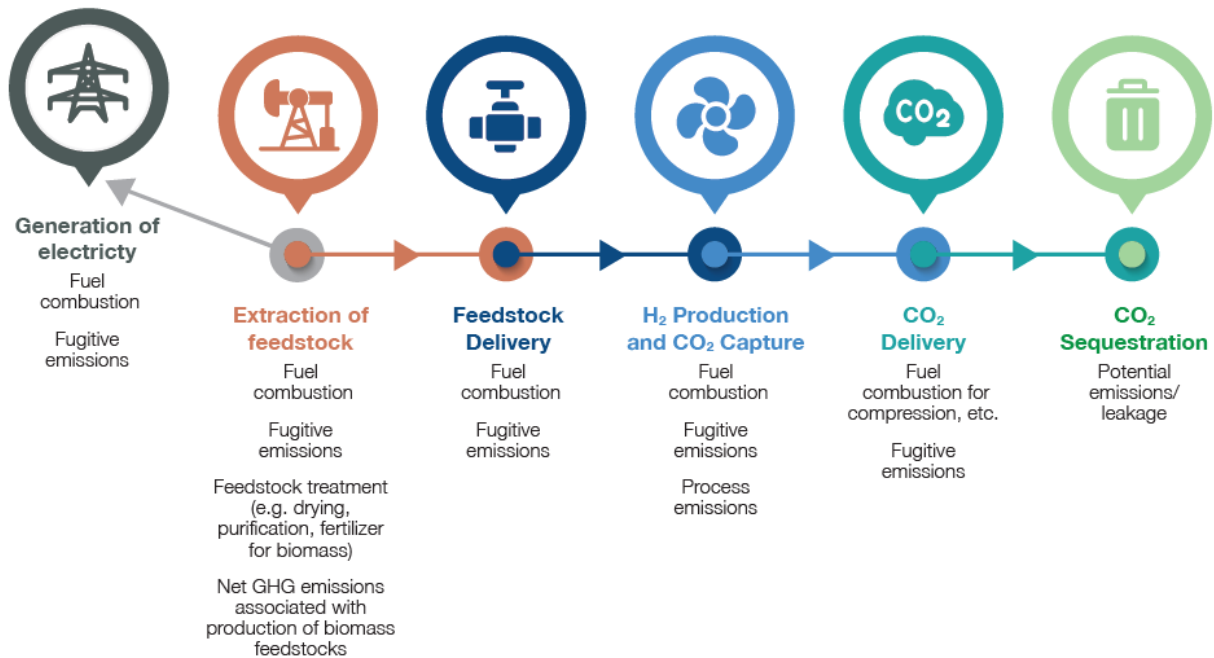 CO₂
Generation of
electricty
Fuel
combustion
Fugitive
emissions
Extraction of
feedstock
Fuel
combustion
Fugitive
emissions
Feedstock treatment
(e.g. drying,
purification, fertilizer
for biomass)
Net GHG emissions
associated with
production of biomass
feedstocks
Feedstock
Delivery
Fuel
combustion
Fugitive
emissions
H₂ Production
and CO₂ Capture
Fuel
combustion
Fugitive
emissions
Process
emissions
CO₂
Delivery
Fuel
combustion for
compression, etc.
Fugitive
emissions
CO₂
Sequestration
Potential
emissions/
leakage